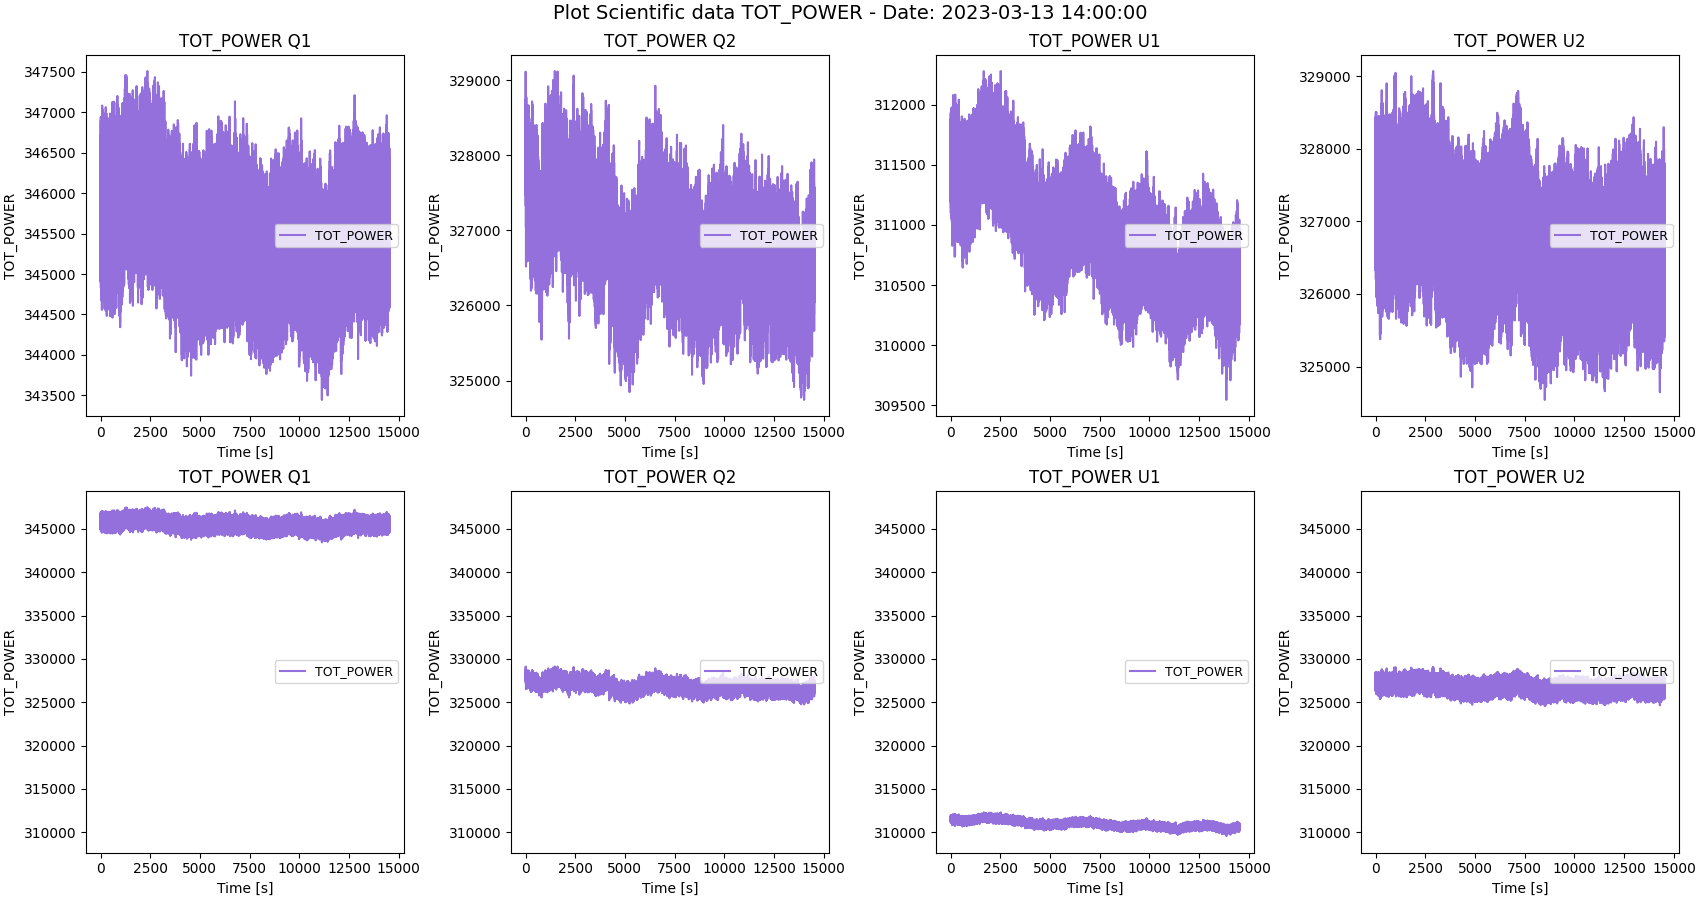 Plot Scientific data TOT_POWER - Date: 2023-03-13 14:00:00
TOT_POWER Q1
TOT_POWER
347500
347000
346500
346000
345500
345000
344500
344000
343500
TOT_POWER
0 2500 5000 7500 10000 12500 15000
Time [s]
TOT_POWER Q2
TOT_POWER
329000
328000
327000
326000
325000
TOT_POWER
0 2500 5000 7500 10000 12500 15000
Time [s]
TOT_POWER U1
TOT_POWER
312000
311500
311000
310500
310000
309500
TOT_POWER
0 2500 5000 7500 10000 12500 15000
Time [s]
TOT_POWER U2
TOT_POWER
329000
328000
327000
326000
325000
TOT_POWER
0 2500 5000 7500 10000 12500 15000
Time [s]
TOT_POWER Q1
TOT_POWER
345000
340000
335000
330000
325000
320000
315000
310000
TOT_POWER
0 2500 5000 7500 10000 12500 15000
Time [s]
TOT_POWER Q2
TOT_POWER
345000
340000
335000
330000
325000
320000
315000
310000
TOT_POWER
0 2500 5000 7500 10000 12500 15000
Time [s]
TOT_POWER U1
TOT_POWER
345000
340000
335000
330000
325000
320000
315000
310000
TOT_POWER
0 2500 5000 7500 10000 12500 15000
Time [s]
TOT_POWER U2
TOT_POWER
345000
340000
335000
330000
325000
320000
315000
310000
TOT_POWER
0 2500 5000 7500 10000 12500 15000
Time [s]